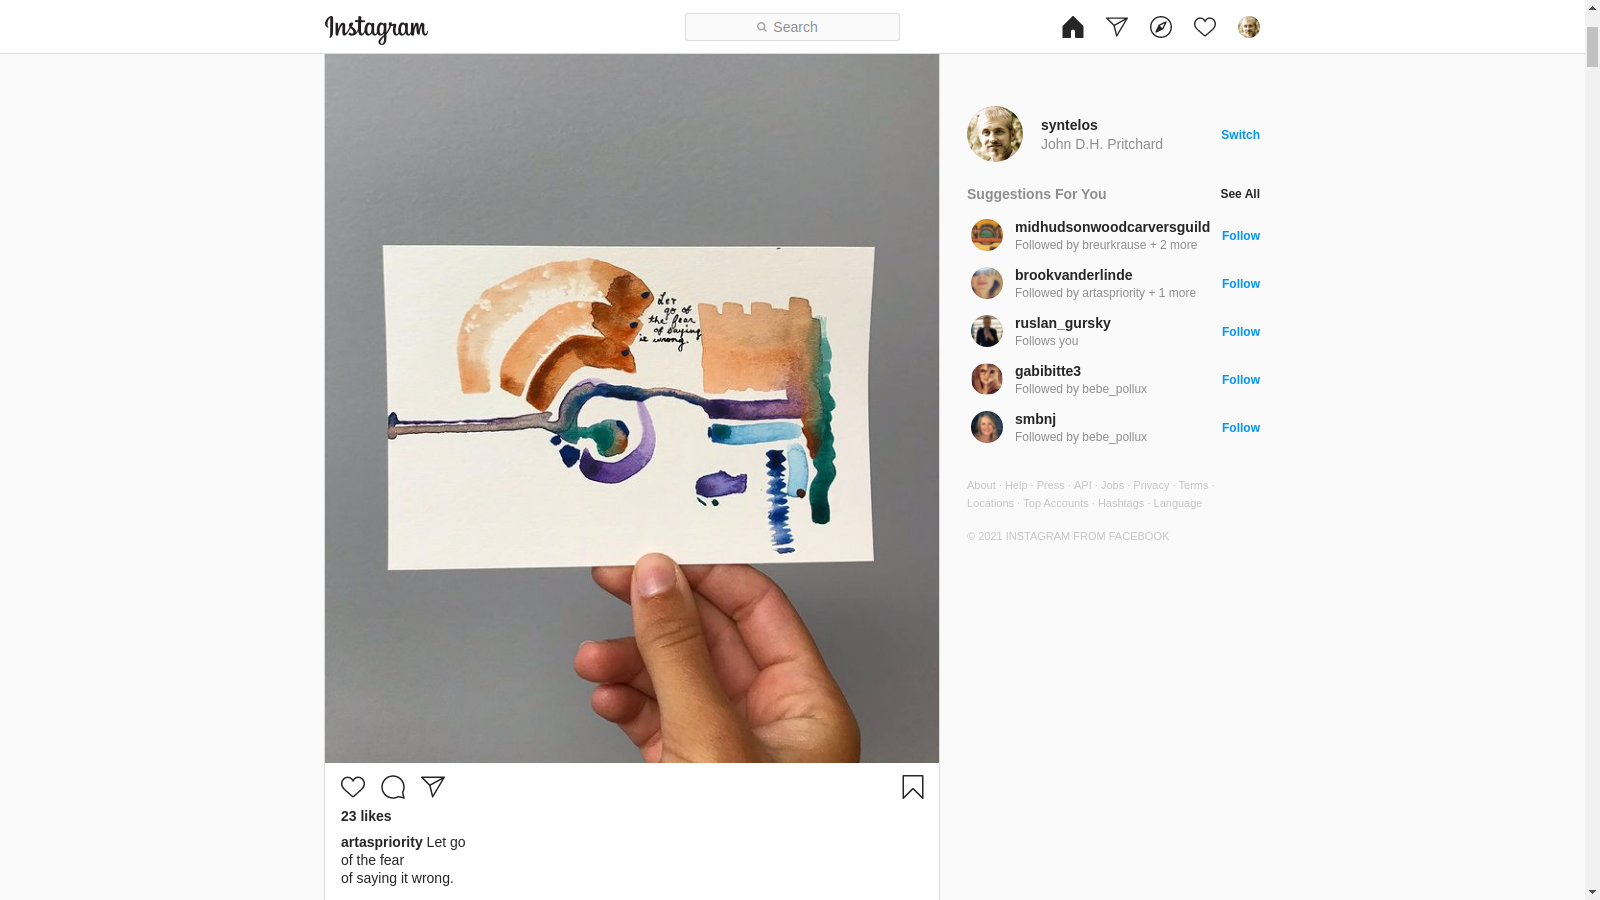 Instagram
Search
Let
go of
the fear
of saying
it wrong.
23 likes
artaspriority Let go
of the fear
of saying it wrong.
syntelos
John D.H. Pritchard
Switch
Suggestions For You
See All
midhudsonwoodcarversguild
Followed by breurkrause + 2 more
Follow
brookvanderlinde
Followed by artaspriority + 1 more
Follow
ruslan_gursky
Follows you
Follow
gabibitte3
Followed by bebe_pollux
Follow
smbnj
Followed by bebe_pollux
Follow
About · Help · Press · API · Jobs · Privacy · Terms ·
Locations · Top Accounts · Hashtags · Language
© 2021 INSTAGRAM FROM FACEBOOK